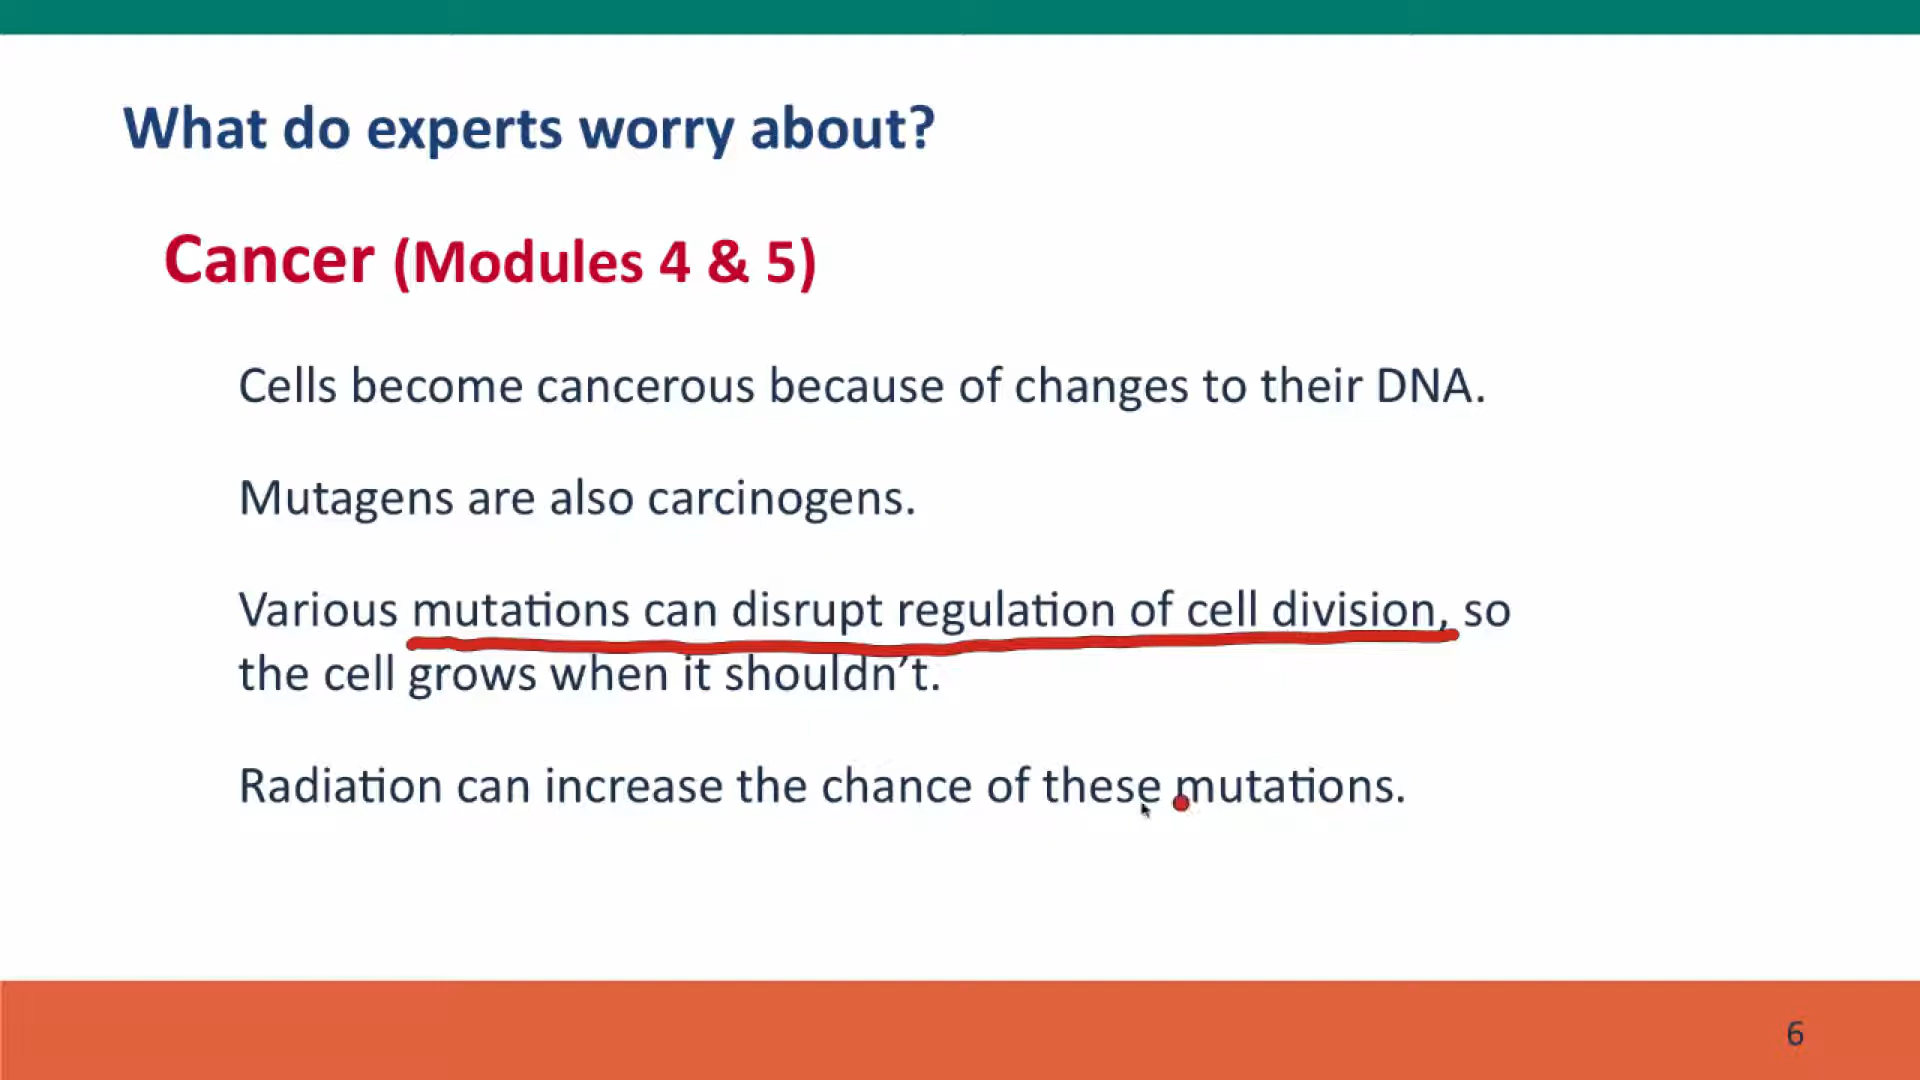 What do experts worry about?
Cancer (Modules 4 & 5)
Cells become cancerous because of changes to their DNA.
Mutagens are also carcinogens.
Various mutations can disrupt regulation of cell division, so
the cell grows when it shouldn’t.
Radiation can increase the chance of these mutations.
6